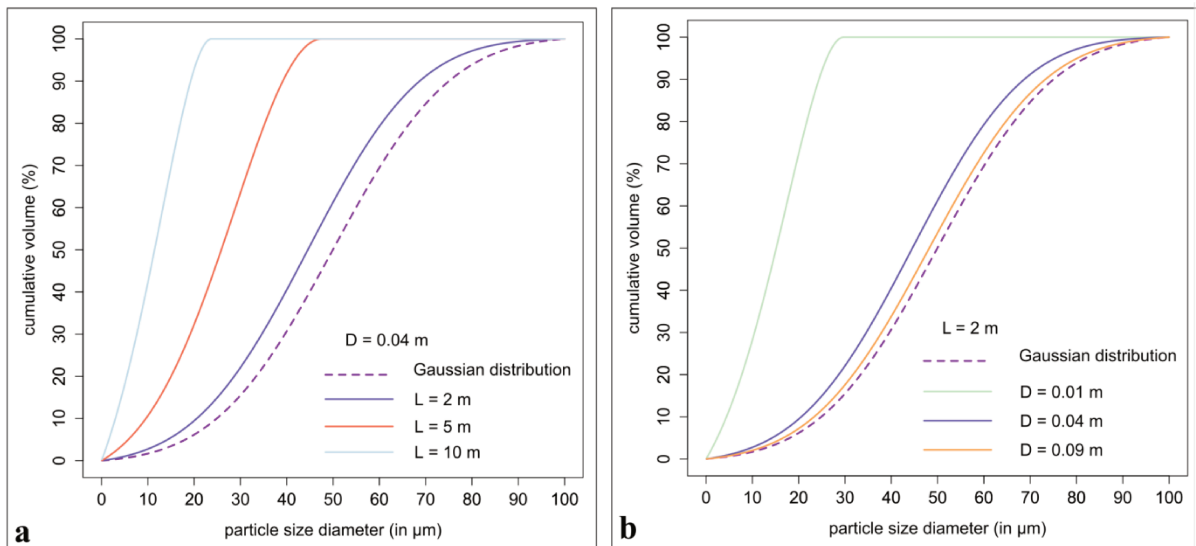 cumulative volume (%)
100
90
80
70
60
50
40
30
20
10
0
D = 0.04 m
Gaussian distribution
L = 2 m
L = 5 m
L = 10 m
0 10 20 30 40 50 60 70 80 90 100
particle size diameter (in µm)
a
cumulative volume (%)
100
90
80
70
60
50
40
30
20
10
0
L = 2 m
Gaussian distribution
D = 0.01 m
D = 0.04 m
D = 0.09 m
0 10 20 30 40 50 60 70 80 90 100
particle size diameter (in µm)
b